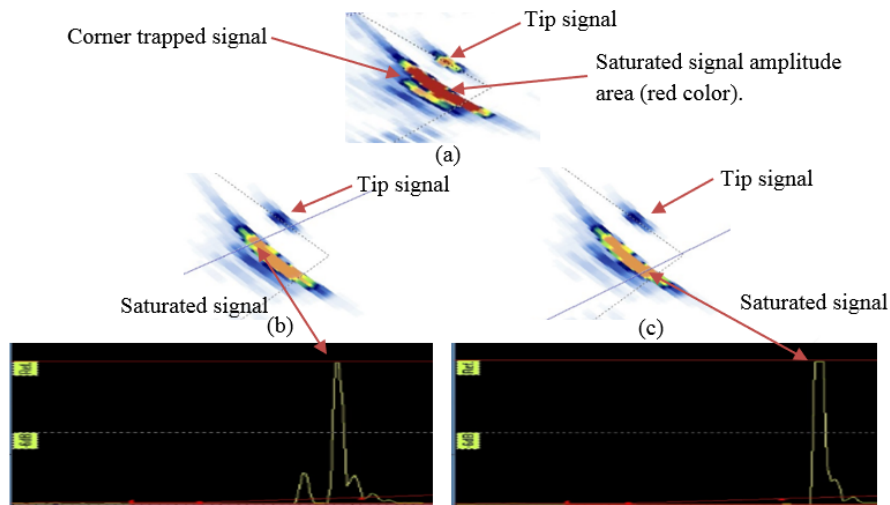 Tip signal
Corner trapped signal
Saturated signal amplitude
area (red color).
(a)
Tip signal
Tip signal
Saturated signal
Saturated signal
(b)
(c)
Ref.
Ref.
-6dB
-6dB